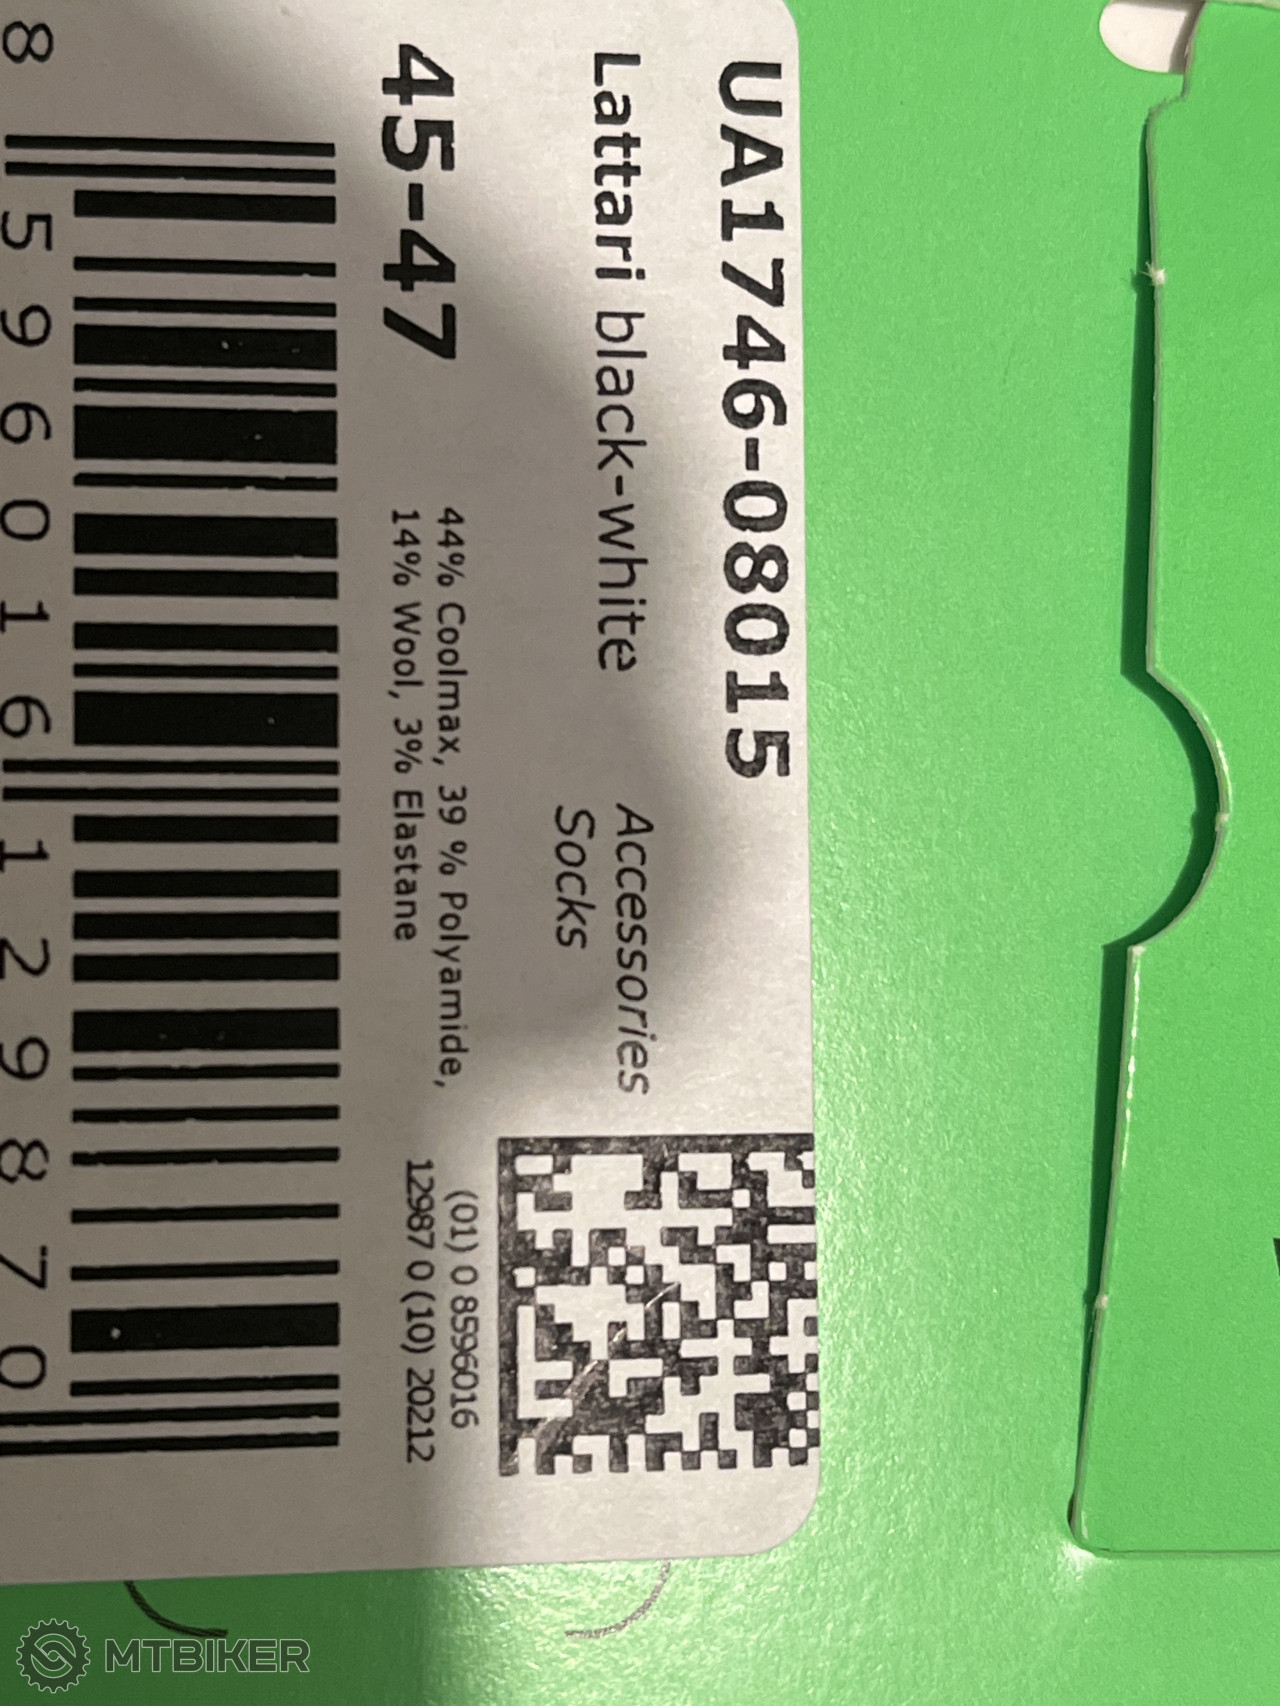 UA1746-08015
Lattari black-white
Accessories
Socks
45-47
44% Coolmax, 39 % Polyamide,
14% Wool, 3% Elastane
(01) 0 8596016
12987 0 (10) 20212
8 596016 129870
MTBIKER